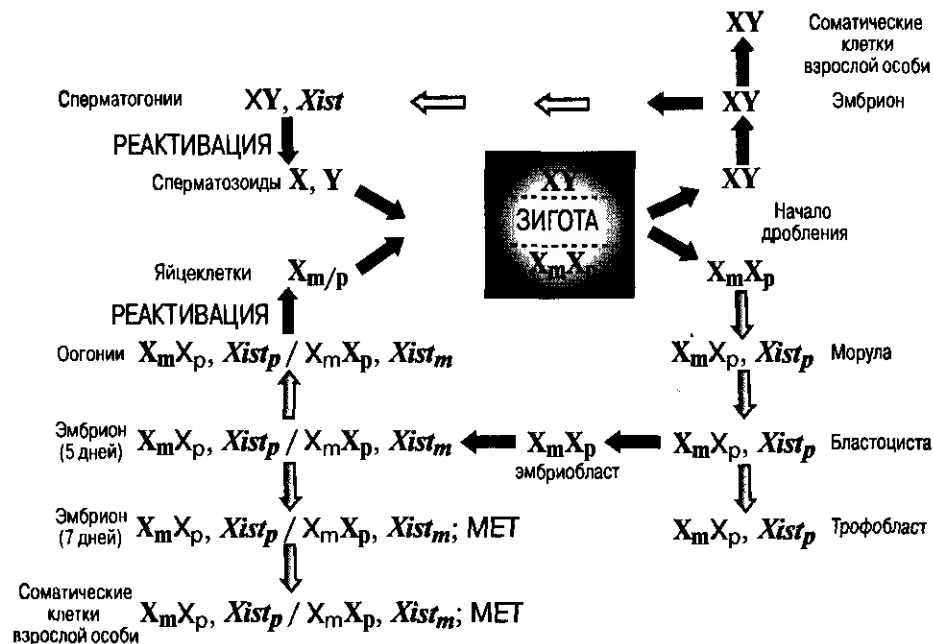 XY
Соматические
клетки
взрослой особи
Сперматогонии XY, Xist
XY Эмбрион
РЕАКТИВАЦИЯ
Сперматозоиды X, Y
XY
XY
ЗИГОТА
XmXp
Начало
дробления
Яйцеклетки Xm/p
XmXp
РЕАКТИВАЦИЯ
Оогонии XmXp, Xistp / XmXp, Xistm
XmXp, Xistp Морула
Эмбрион
(5 дней) XmXp, Xistp / XmXp, Xistm
XmXp
эмбриобласт
XmXp, Xistp Бластоциста
Эмбрион
(7 дней) XmXp, Xistp / XmXp, Xistm; МЕТ
XmXp, Xistp Трофобласт
Соматические
клетки
взрослой особи XmXp, Xistp / XmXp, Xistm; МЕТ